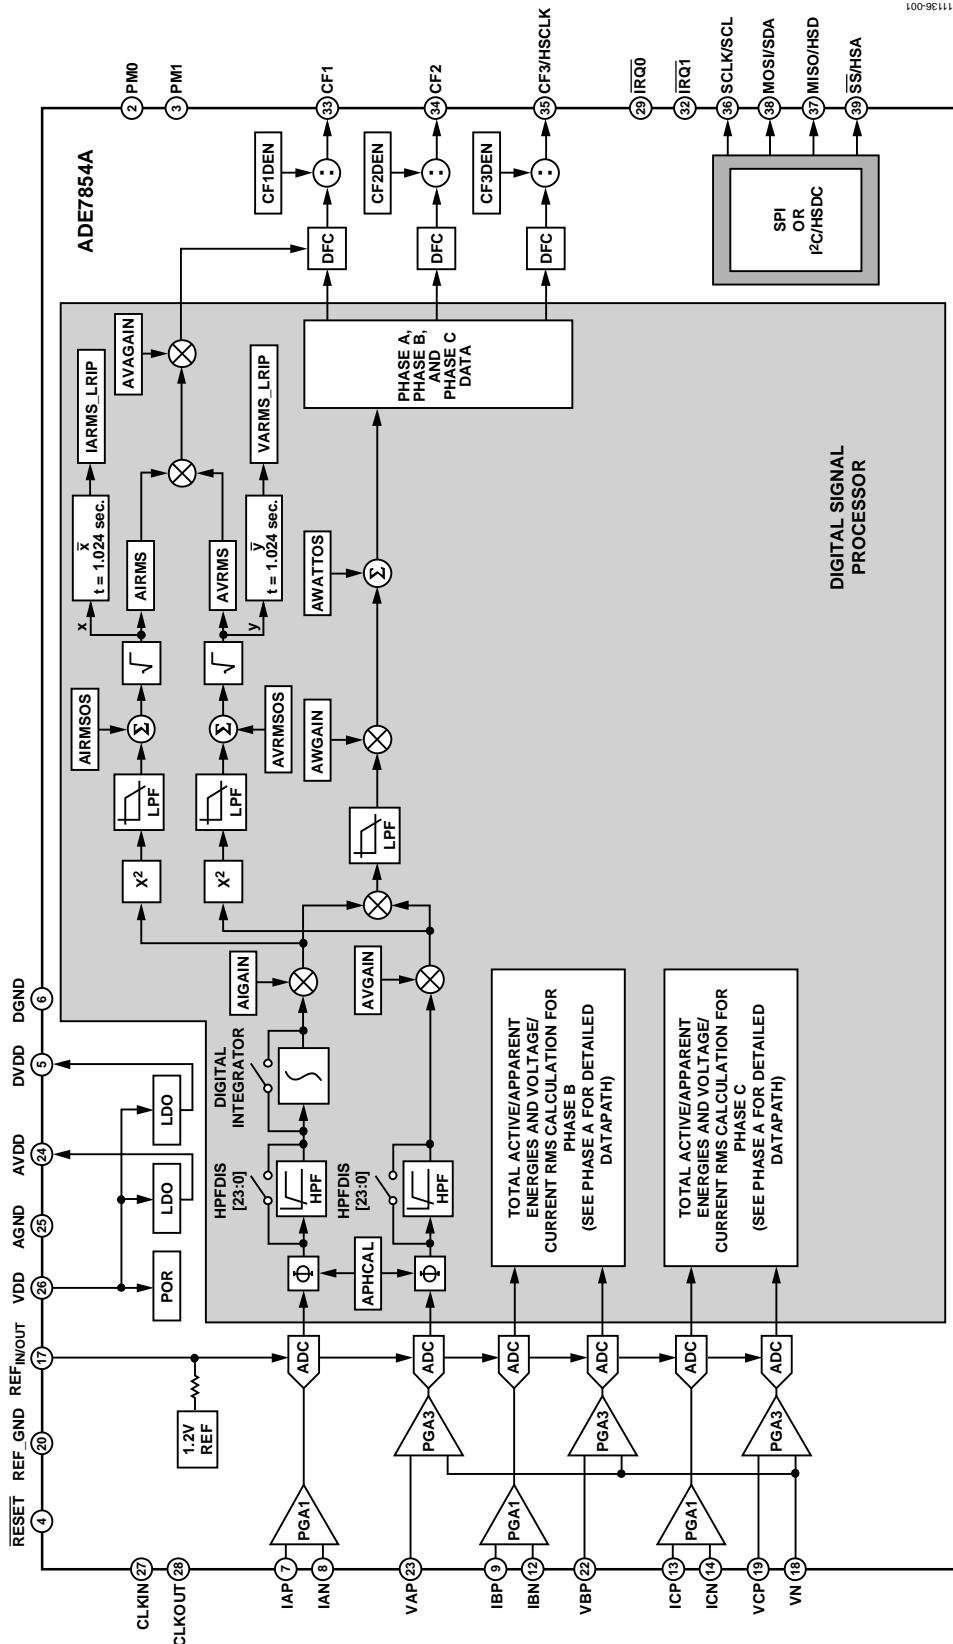 RESET
4
REF_GND
20
REFIN/OUT
17
VDD
26
AGND
25
AVDD
24
DVDD
5
DGND
6
ADE7854A
CLKIN
27
CLKOUT
28
1.2V
REF
POR
LDO
LDO
IAP
7
IAN
8
PGA1
ADC
VAP
23
PGA3
ADC
IBP
9
IBN
12
PGA1
ADC
VBP
22
PGA3
ADC
ICP
13
ICN
14
PGA1
ADC
VCP
19
VN
18
PGA3
ADC
Φ
APHCAL
Φ
HPFDIS
[23:0]
HPF
HPFDIS
[23:0]
HPF
DIGITAL
INTEGRATOR
AIGAIN
AVGAIN
X²
LPF
AIRMSOS
Σ
√
x
x̅
t = 1.024 sec.
IARMS_LRIP
AIRMS
X²
LPF
AVRMSOS
Σ
√
AVRMS
y
y̅
t = 1.024 sec.
VARMS_LRIP
AVAGAIN
LPF
AWGAIN
AWATTOS
Σ
PHASE A,
PHASE B,
AND
PHASE C
DATA
TOTAL ACTIVE/APPARENT
ENERGIES AND VOLTAGE/
CURRENT RMS CALCULATION FOR
PHASE B
(SEE PHASE A FOR DETAILED
DATAPATH)
TOTAL ACTIVE/APPARENT
ENERGIES AND VOLTAGE/
CURRENT RMS CALCULATION FOR
PHASE C
(SEE PHASE A FOR DETAILED
DATAPATH)
DIGITAL SIGNAL
PROCESSOR
DFC
CF1DEN
:
DFC
CF2DEN
:
DFC
CF3DEN
:
SPI
OR
I²C/HSDC
2
PM0
3
PM1
33
CF1
34
CF2
35
CF3/HSCLK
29
IRQ0
32
IRQ1
36
SCLK/SCL
38
MOSI/SDA
37
MISO/HSD
39
SS/HSA
11136-001